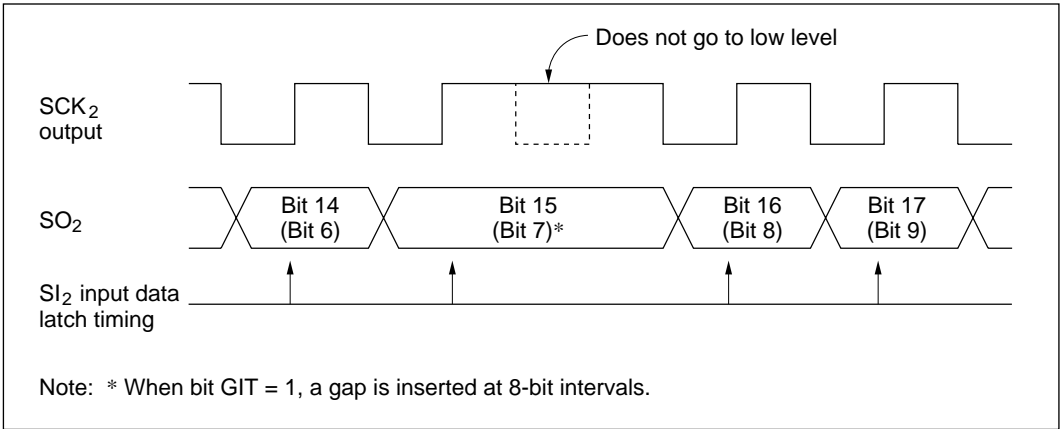 Does not go to low level
SCK2
output
SO2
Bit 14
(Bit 6)
Bit 15
(Bit 7)*
Bit 16
(Bit 8)
Bit 17
(Bit 9)
SI2 input data
latch timing
Note: * When bit GIT = 1, a gap is inserted at 8-bit intervals.